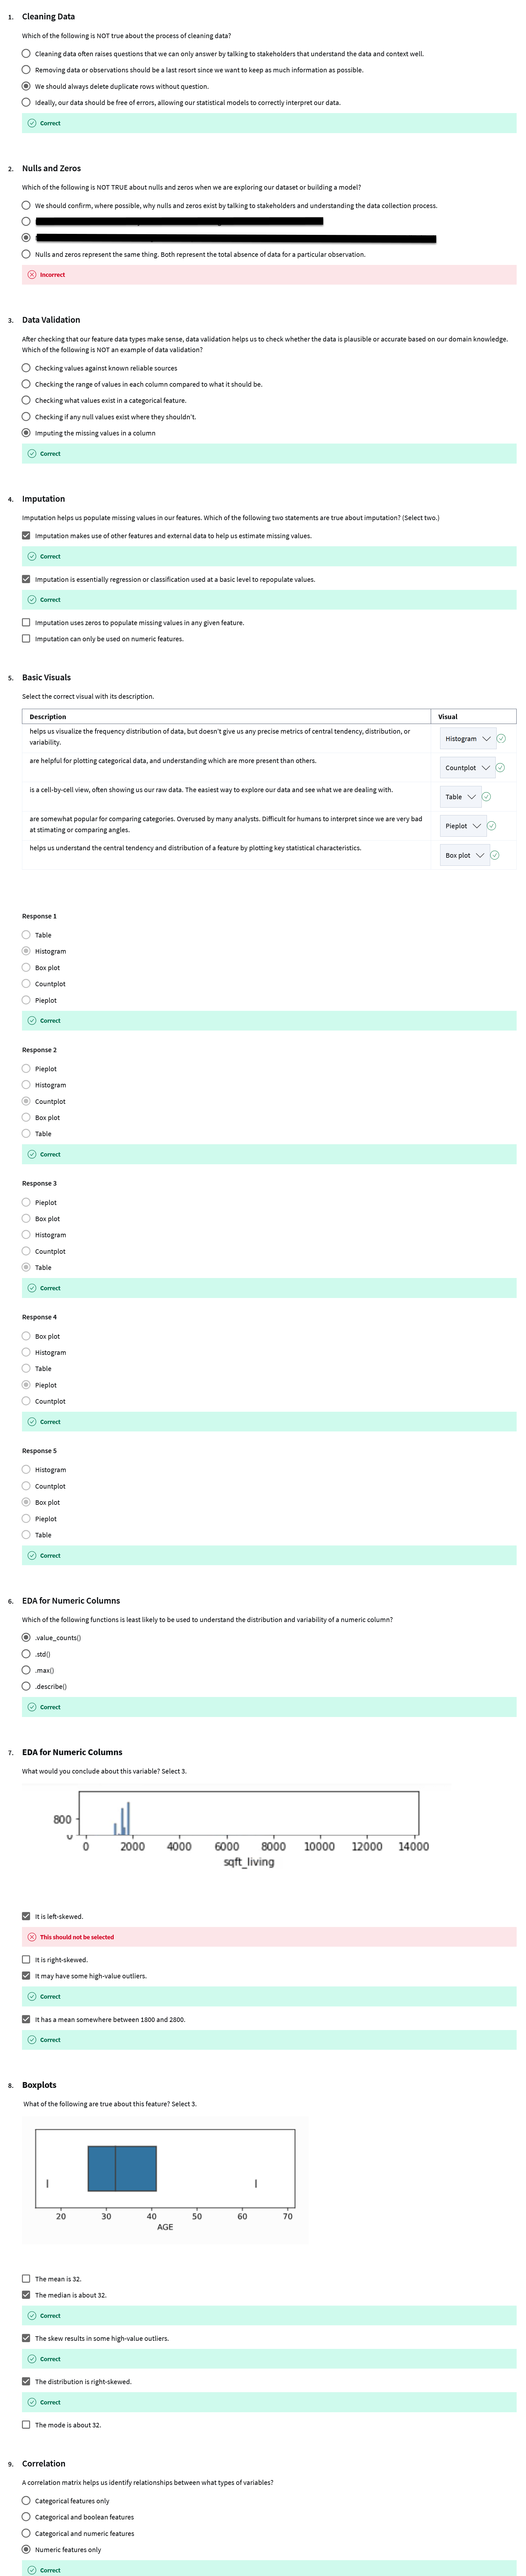 1. Cleaning Data
Which of the following is NOT true about the process of cleaning data?
Cleaning data often raises questions that we can only answer by talking to stakeholders that understand the data and context well.
Removing data or observations should be a last resort since we want to keep as much information as possible.
We should always delete duplicate rows without question.
Ideally, our data should be free of errors, allowing our statistical models to correctly interpret our data.
Correct
2. Nulls and Zeros
Which of the following is NOT TRUE about nulls and zeros when we are exploring our dataset or building a model?
We should confirm, where possible, why nulls and zeros exist by talking to stakeholders and understanding the data collection process.
Nulls and zeros represent the same thing. Both represent the total absence of data for a particular observation.
Incorrect
3. Data Validation
After checking that our feature data types make sense, data validation helps us to check whether the data is plausible or accurate based on our domain knowledge.
Which of the following is NOT an example of data validation?
Checking values against known reliable sources
Checking the range of values in each column compared to what it should be.
Checking what values exist in a categorical feature.
Checking if any null values exist where they shouldn't.
Imputing the missing values in a column
Correct
4. Imputation
Imputation helps us populate missing values in our features. Which of the following two statements are true about imputation? (Select two.)
Imputation makes use of other features and external data to help us estimate missing values.
Correct
Imputation is essentially regression or classification used at a basic level to repopulate values.
Correct
Imputation uses zeros to populate missing values in any given feature.
Imputation can only be used on numeric features.
5. Basic Visuals
Select the correct visual with its description.
Description Visual
helps us visualize the frequency distribution of data, but doesn't give us any precise metrics of central tendency, distribution, or
variability.
Histogram
are helpful for plotting categorical data, and understanding which are more present than others.
Countplot
is a cell-by-cell view, often showing us our raw data. The easiest way to explore our data and see what we are dealing with.
Table
are somewhat popular for comparing categories. Overused by many analysts. Difficult for humans to interpret since we are very bad
at stimating or comparing angles.
Pieplot
helps us understand the central tendency and distribution of a feature by plotting key statistical characteristics.
Box plot
Response 1
Table
Histogram
Box plot
Countplot
Pieplot
Correct
Response 2
Pieplot
Histogram
Countplot
Box plot
Table
Correct
Response 3
Pieplot
Box plot
Histogram
Countplot
Table
Correct
Response 4
Box plot
Histogram
Table
Pieplot
Countplot
Correct
Response 5
Histogram
Countplot
Box plot
Pieplot
Table
Correct
6. EDA for Numeric Columns
Which of the following functions is least likely to be used to understand the distribution and variability of a numeric column?
.value_counts()
.std()
.max()
.describe()
Correct
7. EDA for Numeric Columns
What would you conclude about this variable? Select 3.
800
0
0 2000 4000 6000 8000 10000 12000 14000
sqft_living
It is left-skewed.
This should not be selected
It is right-skewed.
It may have some high-value outliers.
Correct
It has a mean somewhere between 1800 and 2800.
Correct
8. Boxplots
What of the following are true about this feature? Select 3.
20 30 40 50 60 70
AGE
The mean is 32.
The median is about 32.
Correct
The skew results in some high-value outliers.
Correct
The distribution is right-skewed.
Correct
The mode is about 32.
9. Correlation
A correlation matrix helps us identify relationships between what types of variables?
Categorical features only
Categorical and boolean features
Categorical and numeric features
Numeric features only
Correct